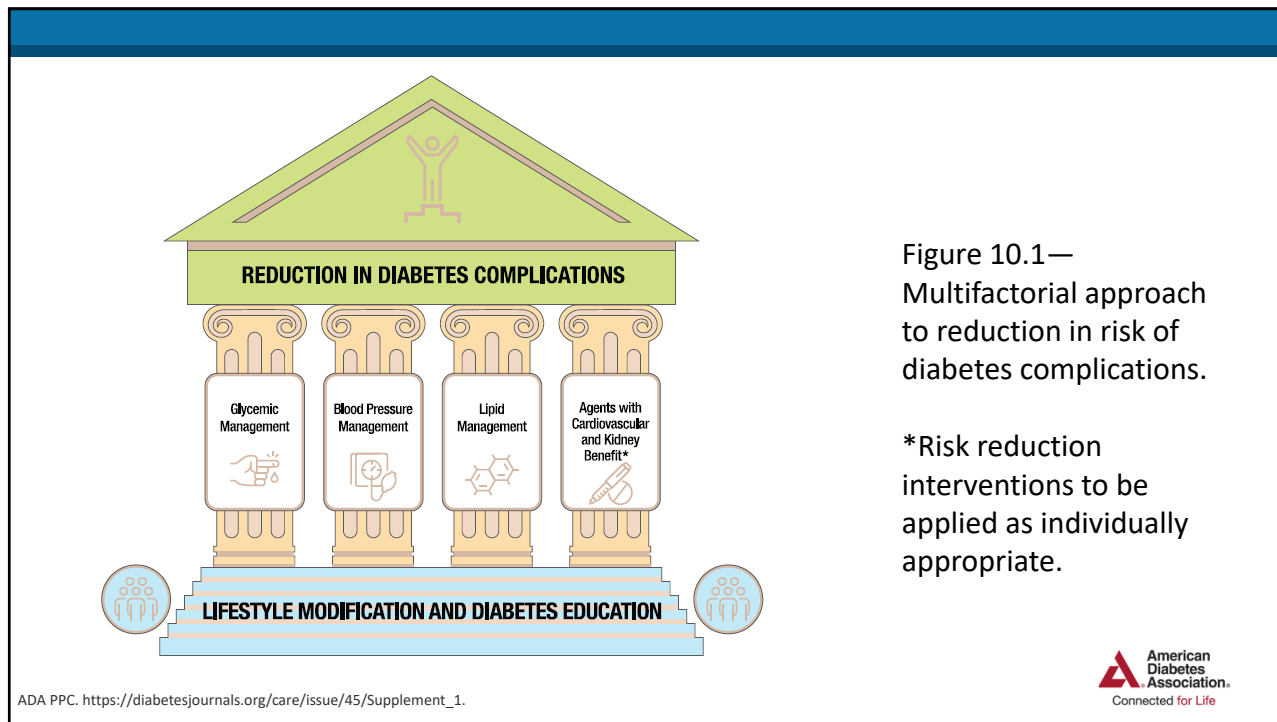 REDUCTION IN DIABETES COMPLICATIONS
Glycemic
Management
Blood Pressure
Management
Lipid
Management
Agents with
Cardiovascular
and Kidney
Benefit*
LIFESTYLE MODIFICATION AND DIABETES EDUCATION
Figure 10.1—
Multifactorial approach
to reduction in risk of
diabetes complications.
*Risk reduction
interventions to be
applied as individually
appropriate.
ADA PPC. https://diabetesjournals.org/care/issue/45/Supplement_1.
American
Diabetes
Association®
Connected for Life